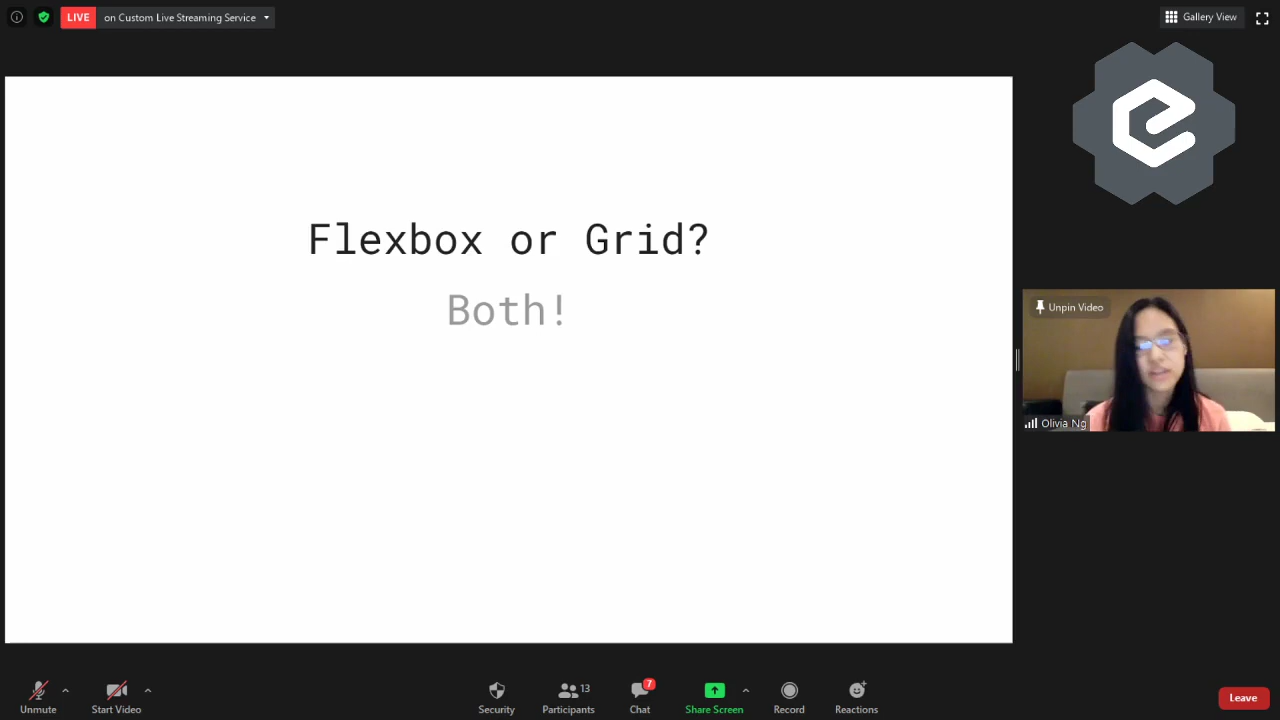 LIVE on Custom Live Streaming Service
Gallery View
Flexbox or Grid?
Both!
Unpin Video
Olivia Ng
Unmute
Start Video
Security
13
Participants
7
Chat
Share Screen
Record
Reactions
Leave